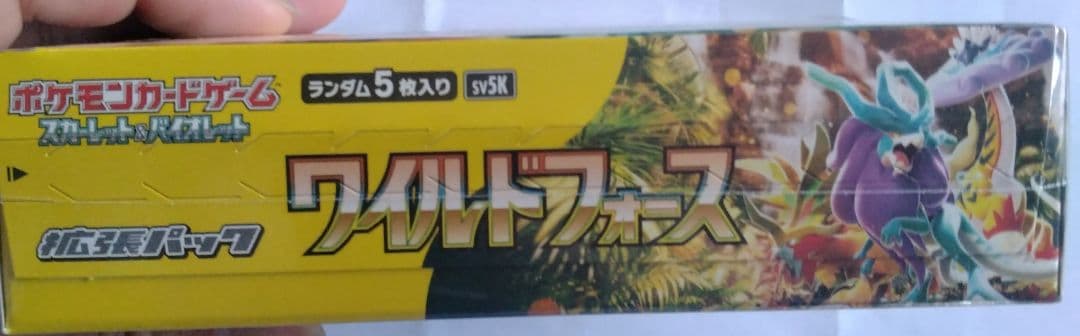 ポケモンカードゲーム
スカーレット&バイオレット
ランダム5枚入り
sv5K
ワイルドフォース
拡張パック